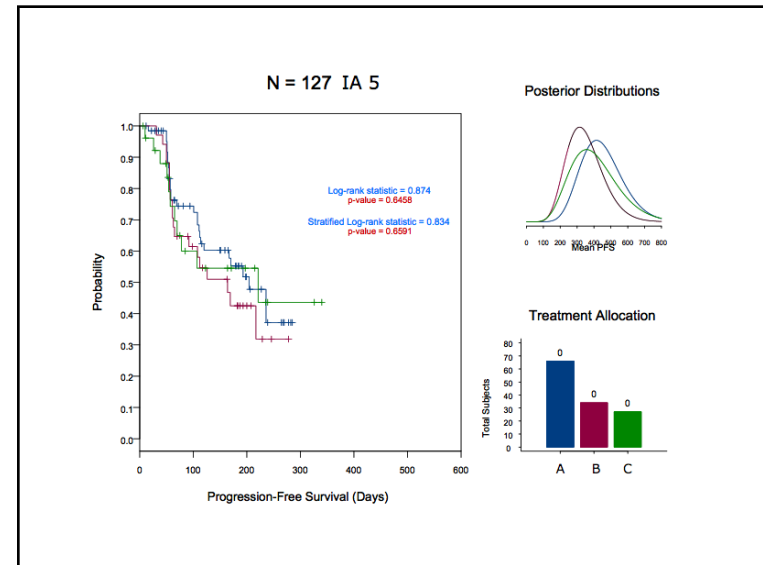 N = 127 IA 5
Log-rank statistic = 0.874
p-value = 0.6458
Stratified Log-rank statistic = 0.834
p-value = 0.6591
Probability
1.0
0.9
0.8
0.7
0.6
0.5
0.4
0.3
0.2
0.1
0.0
0 100 200 300 400 500 600
Progression-Free Survival (Days)
Posterior Distributions
0 100 200 300 400 500 600 700 800
Mean PFS
Treatment Allocation
Total Subjects
80
70
60
50
40
30
20
10
0
0 0 0
A B C